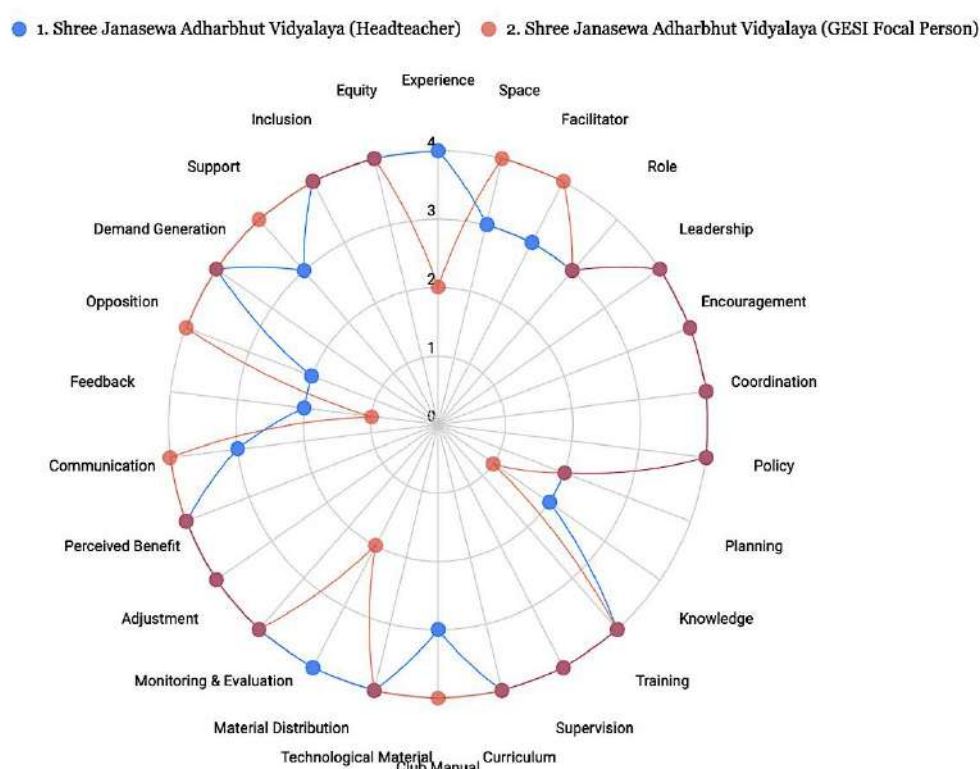 1. Shree Janasewa Adharbhut Vidyalaya (Headteacher) 2. Shree Janasewa Adharbhut Vidyalaya (GESI Focal Person)
Experience
Space
Facilitator
Role
Leadership
Encouragement
Coordination
Policy
Planning
Knowledge
Training
Supervision
Curriculum
Club Manual
Technological Material
Material Distribution
Monitoring & Evaluation
Adjustment
Perceived Benefit
Communication
Feedback
Opposition
Demand Generation
Support
Inclusion
Equity
4
3
2
1
0